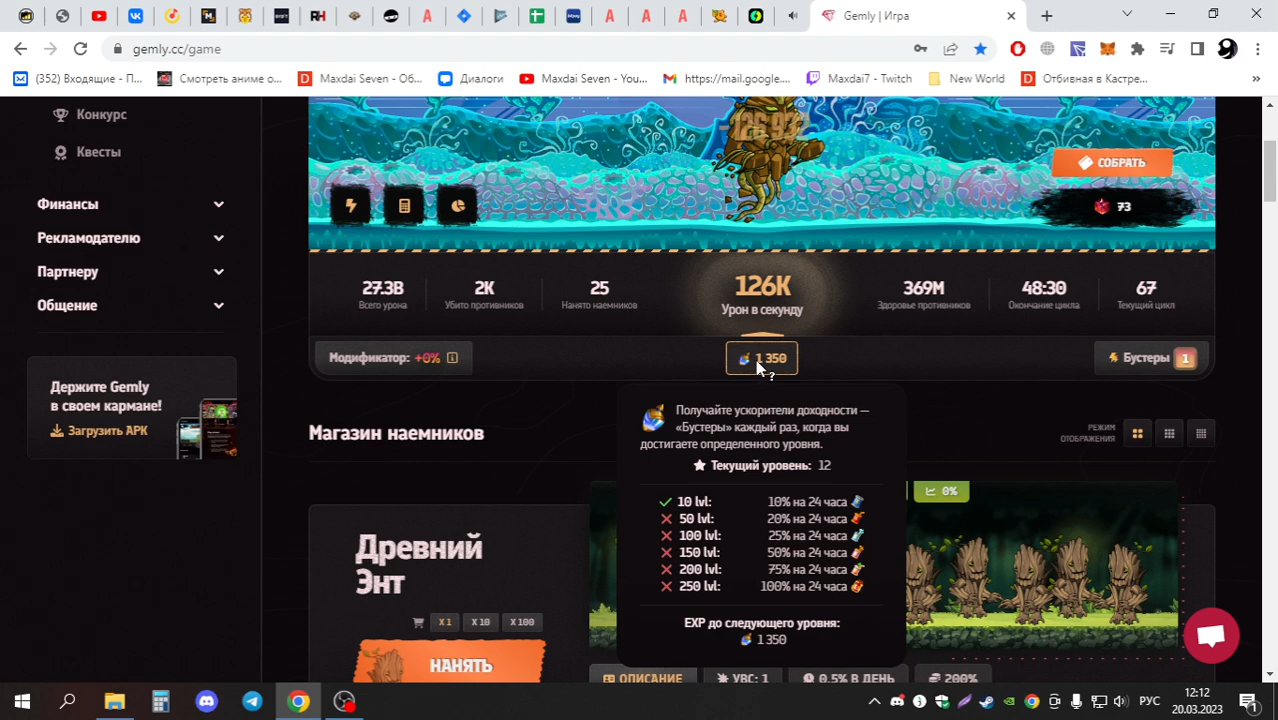 Gemly | Игра
gemly.cc/game
(352) Входящие - П...
Смотреть аниме о...
Maxdai Seven - Об...
Диалоги
Maxdai Seven - You...
https://mail.google....
Maxdai7 - Twitch
New World
Отбивная в Кастре...
Конкурс
Квесты
Финансы
Рекламодателю
Партнеру
Общение
Держите Gemly
в своем кармане!
Загрузить APK
СОБРАТЬ
73
27.3B
Всего урона
2K
Убито противников
25
Нанято наемников
126K
Урон в секунду
369M
Здоровье противников
48:30
Окончание цикла
67
Текущий цикл
Модификатор: +0%
1 350
Бустеры 1
Магазин наемников
РЕЖИМ
ОТОБРАЖЕНИЯ
Получайте ускорители доходности —
«Бустеры» каждый раз, когда вы
достигаете определенного уровня.
Текущий уровень: 12
10 lvl: 10% на 24 часа
50 lvl: 20% на 24 часа
100 lvl: 25% на 24 часа
150 lvl: 50% на 24 часа
200 lvl: 75% на 24 часа
250 lvl: 100% на 24 часа
EXP до следующего уровня:
1 350
0%
Древний
Энт
X 1
X 10
X 100
НАНЯТЬ
ОПИСАНИЕ
УВС: 1
0.5% В ДЕНЬ
200%
РУС
12:12
20.03.2023
1